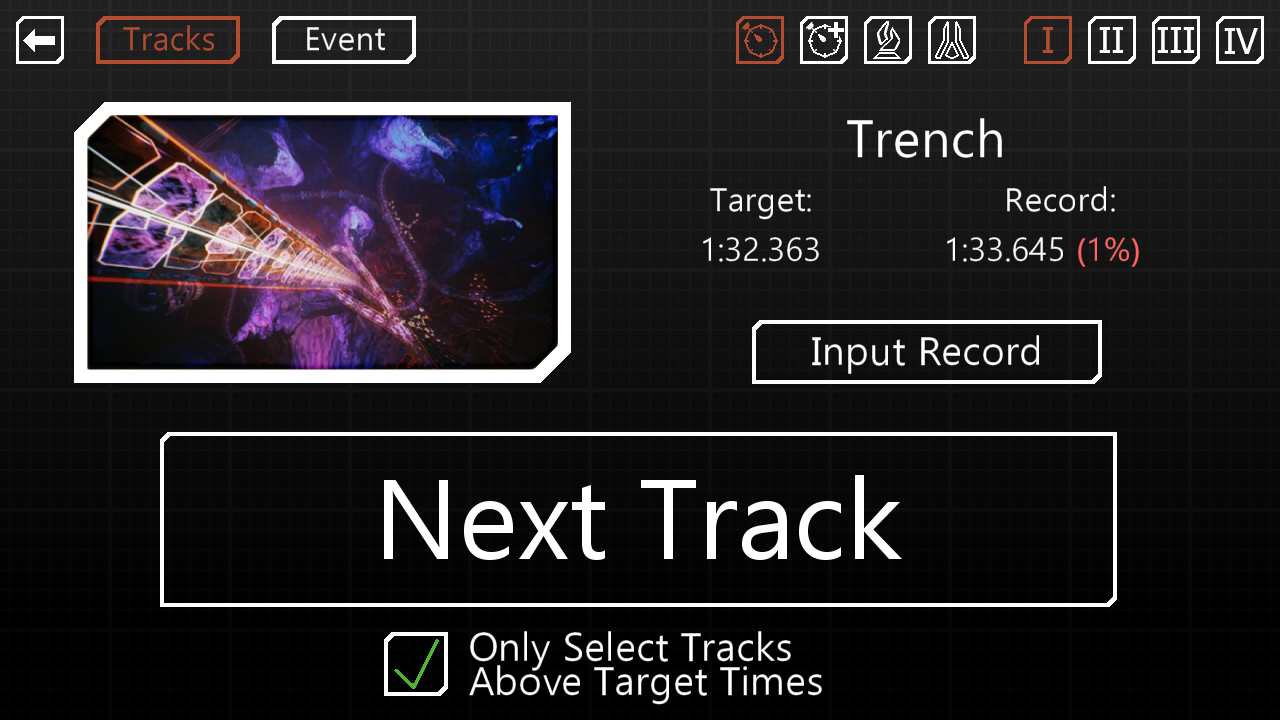 Tracks
Event
I
II
III
IV
Trench
Target:
Record:
1:32.363
1:33.645 (1%)
Input Record
Next Track
Only Select Tracks
Above Target Times